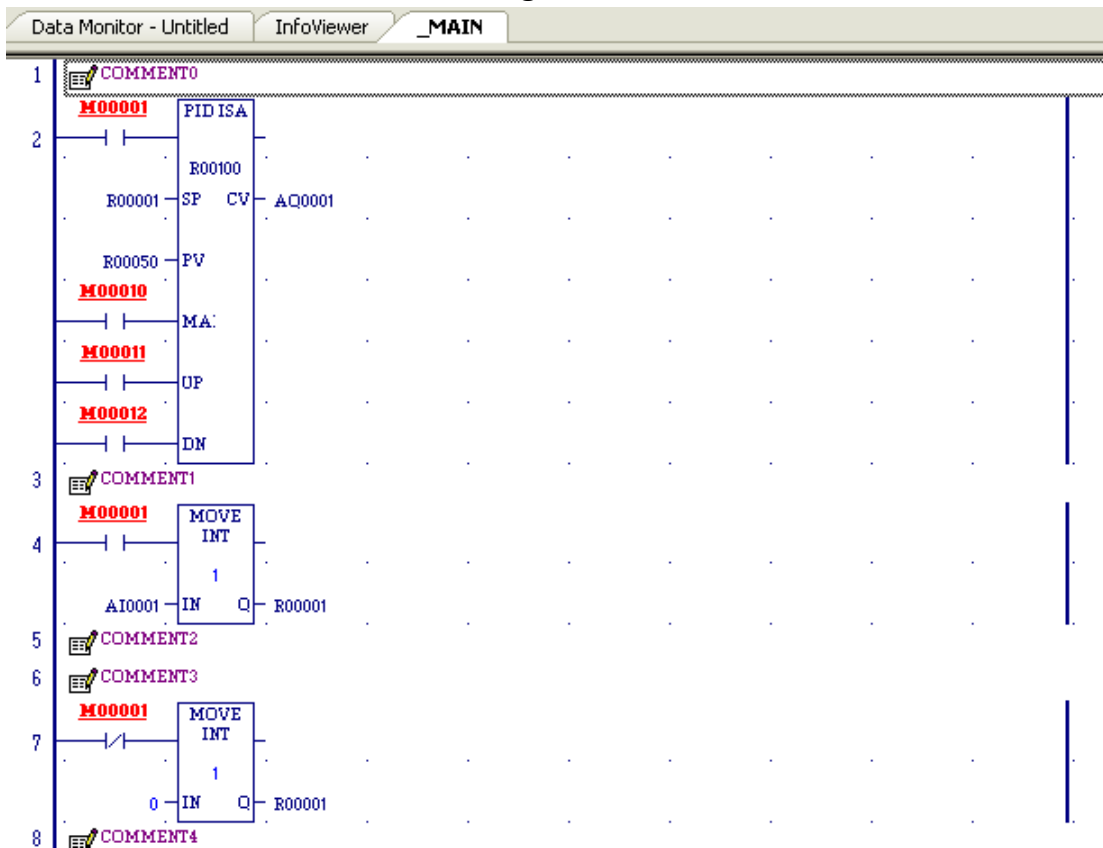 Data Monitor - Untitled InfoViewer _MAIN
1 COMMENT0
M00001 PID ISA
2
R00100
R00001 SP CV AQ0001
R00050 PV
M00010
MA
M00011
UP
M00012
DN
3 COMMENT1
M00001 MOVE
4 INT
1
AI0001 IN Q R00001
5 COMMENT2
6 COMMENT3
M00001 MOVE
7 INT
1
0 IN Q R00001
8 COMMENT4